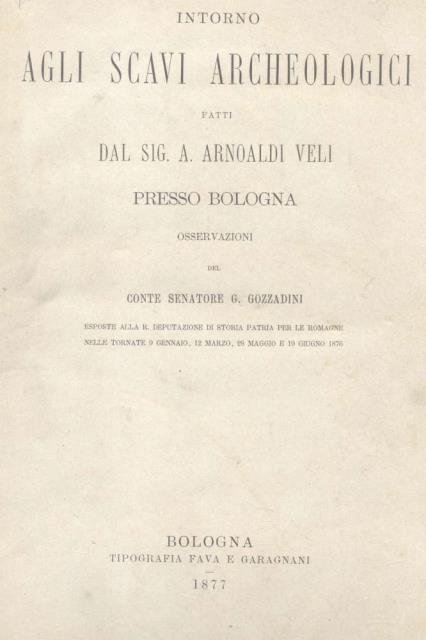 INTORNO
AGLI SCAVI ARCHEOLOGICI
FATTI
DAL SIG. A. ARNOALDI VELI
PRESSO BOLOGNA
OSSERVAZIONI
DEL
CONTE SENATORE G. GOZZADINI
ESPOSTE ALLA R. DEPUTAZIONE DI STORIA PATRIA PER LE ROMAGNE
NELLE TORNATE 9 GENNAIO, 12 MARZO, 28 MAGGIO E 19 GIUGNO 1876
BOLOGNA
TIPOGRAFIA FAVA E GARAGNANI
1877